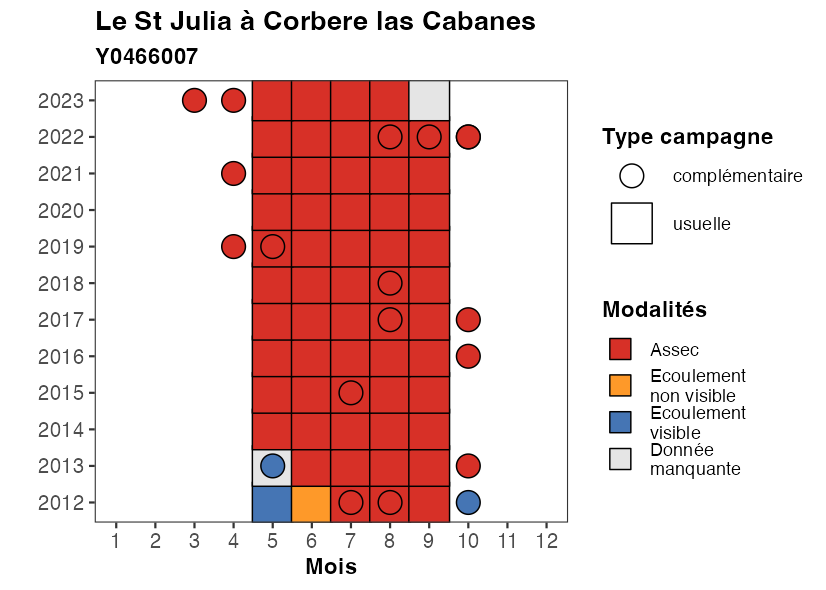 Le St Julia à Corbere las Cabanes
Y0466007
2023
2022
2021
2020
2019
2018
2017
2016
2015
2014
2013
2012
1 2 3 4 5 6 7 8 9 10 11 12
Mois
Type campagne
complémentaire
usuelle
Modalités
Assec
Ecoulement
non visible
Ecoulement
visible
Donnée
manquante